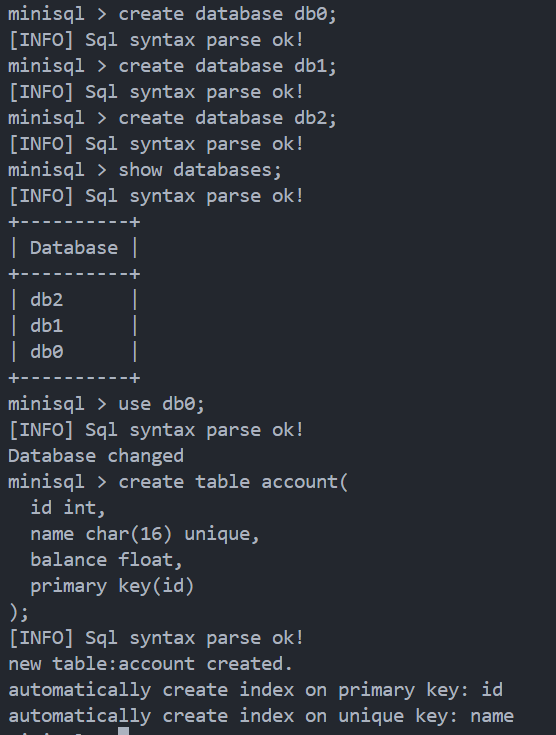 minisql > create database db0;
[INFO] Sql syntax parse ok!
minisql > create database db1;
[INFO] Sql syntax parse ok!
minisql > create database db2;
[INFO] Sql syntax parse ok!
minisql > show databases;
[INFO] Sql syntax parse ok!
+----------+
| Database |
+----------+
| db2      |
| db1      |
| db0      |
+----------+
minisql > use db0;
[INFO] Sql syntax parse ok!
Database changed
minisql > create table account(
  id int,
  name char(16) unique,
  balance float,
  primary key(id)
);
[INFO] Sql syntax parse ok!
new table:account created.
automatically create index on primary key: id
automatically create index on unique key: name